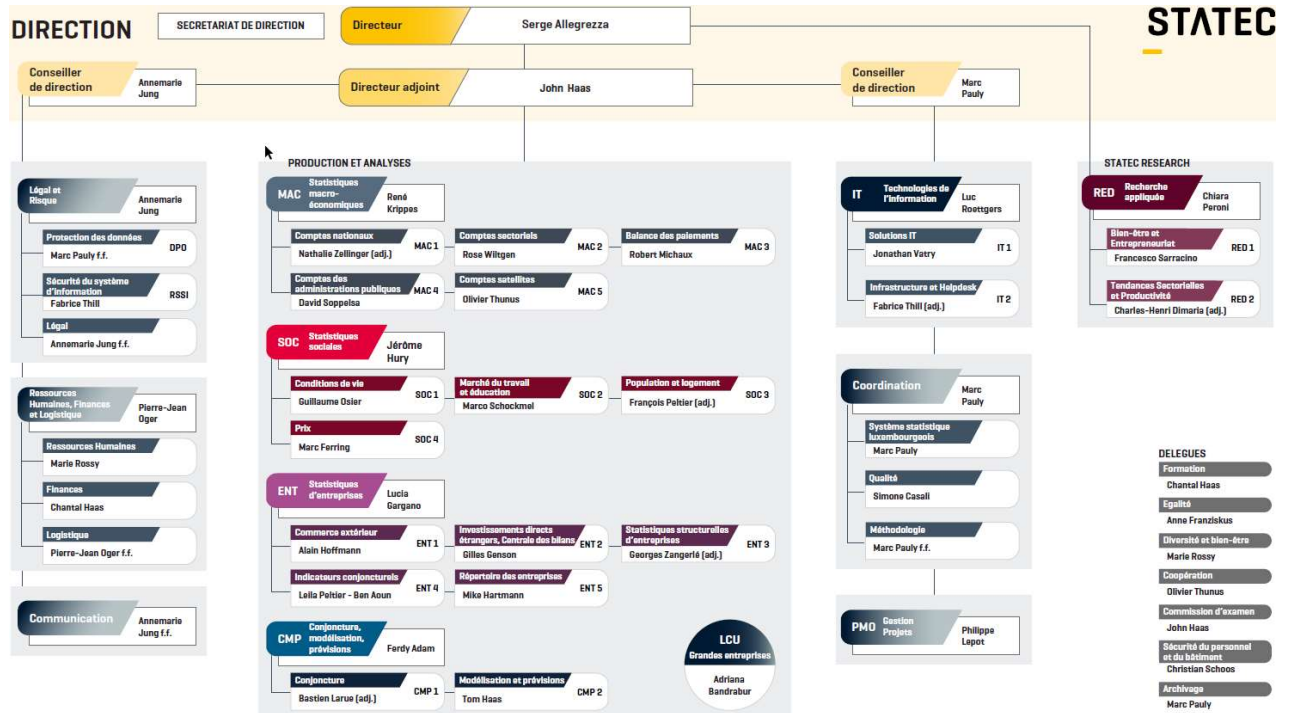 DIRECTION
SECRETARIAT DE DIRECTION
Directeur
Serge Allegrezza
STATEC
Conseiller
de direction
Annemarie
Jung
Directeur adjoint
John Haas
Conseiller
de direction
Marc
Pauly
Légal et
Risque
Annemarie
Jung
Protection des données
Marc Pauly f.f.
DPO
Sécurité du système
d'information
Fabrice Thill
RSSI
Légal
Annemarie Jung f.f.
Ressources
Humaines, Finances
et Logistique
Pierre-Jean
Oger
Ressources Humaines
Marie Rossy
Finances
Chantal Haas
Logistique
Pierre-Jean Oger f.f.
Communication
Annemarie
Jung f.f.
PRODUCTION ET ANALYSES
MAC
Statistiques
macro-
économiques
René
Krippes
Comptes nationaux
Nathalie Zellinger (adj.)
MAC 1
Comptes sectoriels
Rose Wiltgen
MAC 2
Balance des paiements
Robert Michaux
MAC 3
Comptes des
administrations publiques
David Soppelsa
MAC 4
Comptes satellites
Olivier Thunus
MAC 5
SOC
Statistiques
sociales
Jérôme
Hury
Conditions de vie
Guillaume Osier
SOC 1
Marché du travail
et éducation
Marco Schockmel
SOC 2
Population et logement
François Peltier (adj.)
SOC 3
Prix
Marc Ferring
SOC 4
ENT
Statistiques
d'entreprises
Lucia
Gargano
Commerce extérieur
Alain Hoffmann
ENT 1
Investissements directs
étrangers, Centrale des bilans
Gilles Genson
ENT 2
Statistiques structurelles
d'entreprises
Georges Zangerlé (adj.)
ENT 3
Indicateurs conjoncturels
Leila Peltier - Ben Aoun
ENT 4
Répertoire des entreprises
Mike Hartmann
ENT 5
CMP
Conjoncture,
modélisation,
prévisions
Ferdy Adam
Conjoncture
Bastien Larue (adj.)
CMP 1
Modélisation et prévisions
Tom Haas
CMP 2
LCU
Grandes entreprises
Adriana
Bandrabur
IT
Technologies de
l'Information
Luc
Roettgers
Solutions IT
Jonathan Vatry
IT 1
Infrastructure et Helpdesk
Fabrice Thill (adj.)
IT 2
Coordination
Marc
Pauly
Système statistique
luxembourgeois
Marc Pauly
Qualité
Simone Casali
Méthodologie
Marc Pauly f.f.
PMO
Gestion
Projets
Philippe
Lepot
STATEC RESEARCH
RED
Recherche
appliquée
Chiara
Peroni
Bien-être et
Entrepreneuriat
Francesco Sarracino
RED 1
Tendances Sectorielles
et Productivité
Charles-Henri Dimaria (adj.)
RED 2
DELEGUES
Formation
Chantal Haas
Egalité
Anne Franziskus
Diversité et bien-être
Marie Rossy
Coopération
Olivier Thunus
Commission d'examen
John Haas
Sécurité du personnel
et du bâtiment
Christian Schoos
Archivage
Marc Pauly